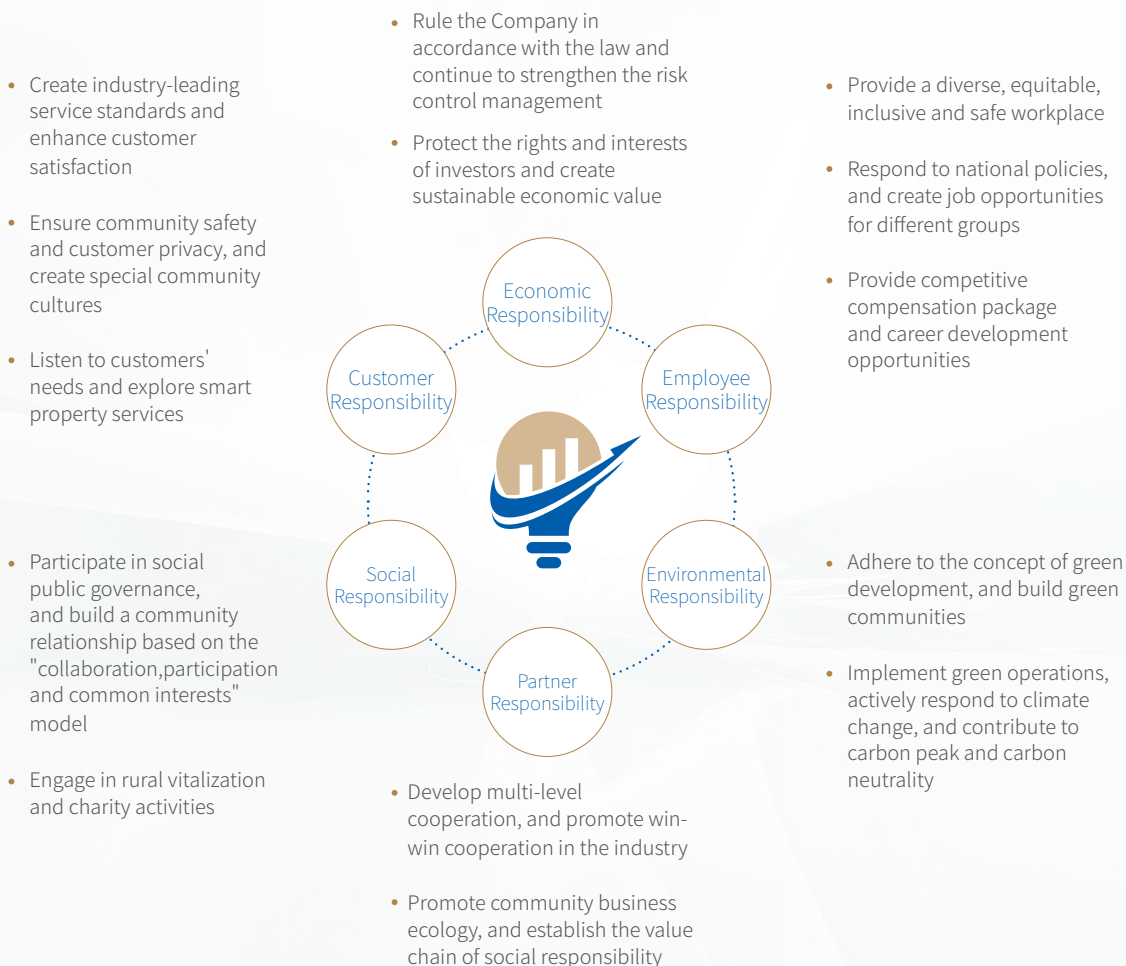 • Rule the Company in
accordance with the law and
continue to strengthen the risk
control management
• Protect the rights and interests
of investors and create
sustainable economic value
• Create industry-leading
service standards and
enhance customer
satisfaction
• Ensure community safety
and customer privacy, and
create special community
cultures
• Listen to customers'
needs and explore smart
property services
• Provide a diverse, equitable,
inclusive and safe workplace
• Respond to national policies,
and create job opportunities
for different groups
• Provide competitive
compensation package
and career development
opportunities
Economic
Responsibility
Customer
Responsibility
Employee
Responsibility
Social
Responsibility
Environmental
Responsibility
Partner
Responsibility
• Participate in social
public governance,
and build a community
relationship based on the
"collaboration,participation
and common interests"
model
• Engage in rural vitalization
and charity activities
• Adhere to the concept of green
development, and build green
communities
• Implement green operations,
actively respond to climate
change, and contribute to
carbon peak and carbon
neutrality
• Develop multi-level
cooperation, and promote win-
win cooperation in the industry
• Promote community business
ecology, and establish the value
chain of social responsibility